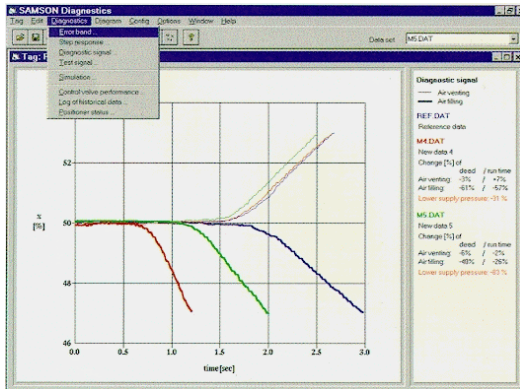 SAMSON Diagnostics
Tag Edit Diagnostics Diagram Config Options Window Help
Error band...
Step response...
Diagnostic signal...
Test signal...
Simulation...
Control valve performance...
Log of historical data...
Positioner status...
Data set M5.DAT
Tag:
Diagnostic signal
Air venting
Air filling
REF.DAT
Reference data
M4.DAT
New data 4
Change [%] of
dead / run time
Air venting -3% / +7%
Air filling -61% / -57%
Lower supply pressure -31 %
M5.DAT
New data 5
Change [%] of
dead / run time
Air venting -6% / -2%
Air filling -48% / -26%
Lower supply pressure
x
[%]
52
50
48
46
0.0 0.5 1.0 1.5 2.0 2.5 3.0
time [sec]